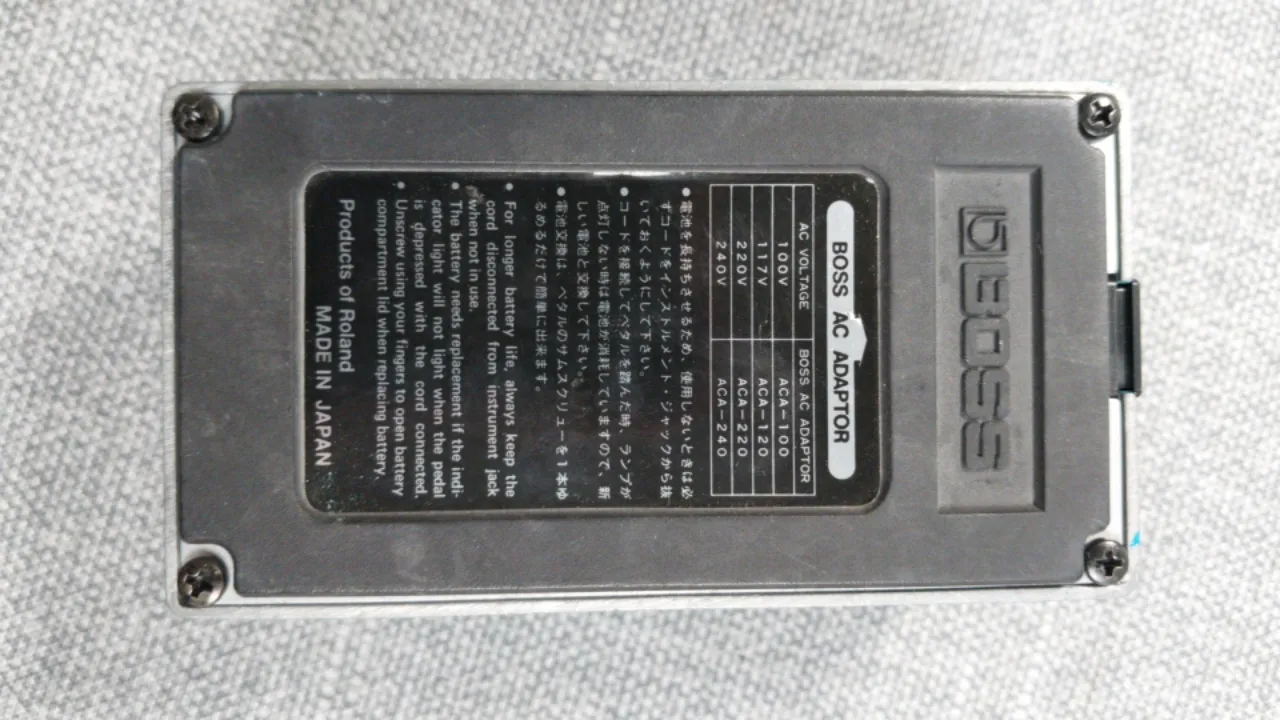 BOSS
BOSS AC ADAPTOR
AC VOLTAGE BOSS AC ADAPTOR
100V ACA-100
117V ACA-120
220V ACA-220
240V ACA-240
● 電池を長持ちさせるため、使用しないときは必
ずコードをインストルメント・ジャックから抜
いておくようにして下さい。
● コードを接続してペダルを踏んだ時、ランプが
点灯しない時は電池が消耗していますので、新
しい電池と交換して下さい。
● 電池交換は、ペダルのサムスクリューを1本ゆ
るめるだけで簡単に出来ます。
● For longer battery life, always keep the
cord disconnected from instrument jack
when not in use.
● The battery needs replacement if the indi-
cator light will not light when the pedal
is depressed with the cord connected.
● Unscrew using your fingers to open battery
compartment lid when replacing battery.
Products of Roland
MADE IN JAPAN